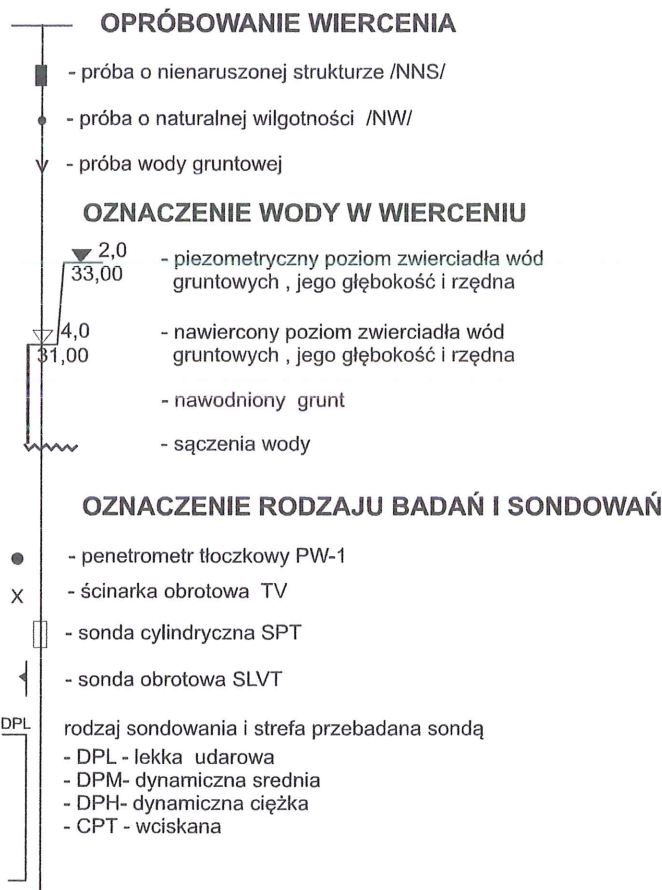 OPRÓBOWANIE WIERCENIA
- próba o nienaruszonej strukturze /NNS/
- próba o naturalnej wilgotności /NW/
- próba wody gruntowej
OZNACZENIE WODY W WIERCENIU
2,0
33,00
- piezometryczny poziom zwierciadła wód
gruntowych , jego głębokość i rzędna
4,0
31,00
- nawiercony poziom zwierciadła wód
gruntowych , jego głębokość i rzędna
- nawodniony grunt
- sączenia wody
OZNACZENIE RODZAJU BADAŃ I SONDOWAŃ
- penetrometr tłoczkowy PW-1
X - ścinarka obrotowa TV
- sonda cylindryczna SPT
- sonda obrotowa SLVT
DPL rodzaj sondowania i strefa przebadana sondą
- DPL - lekka udarowa
- DPM- dynamiczna srednia
- DPH- dynamiczna ciężka
- CPT - wciskana